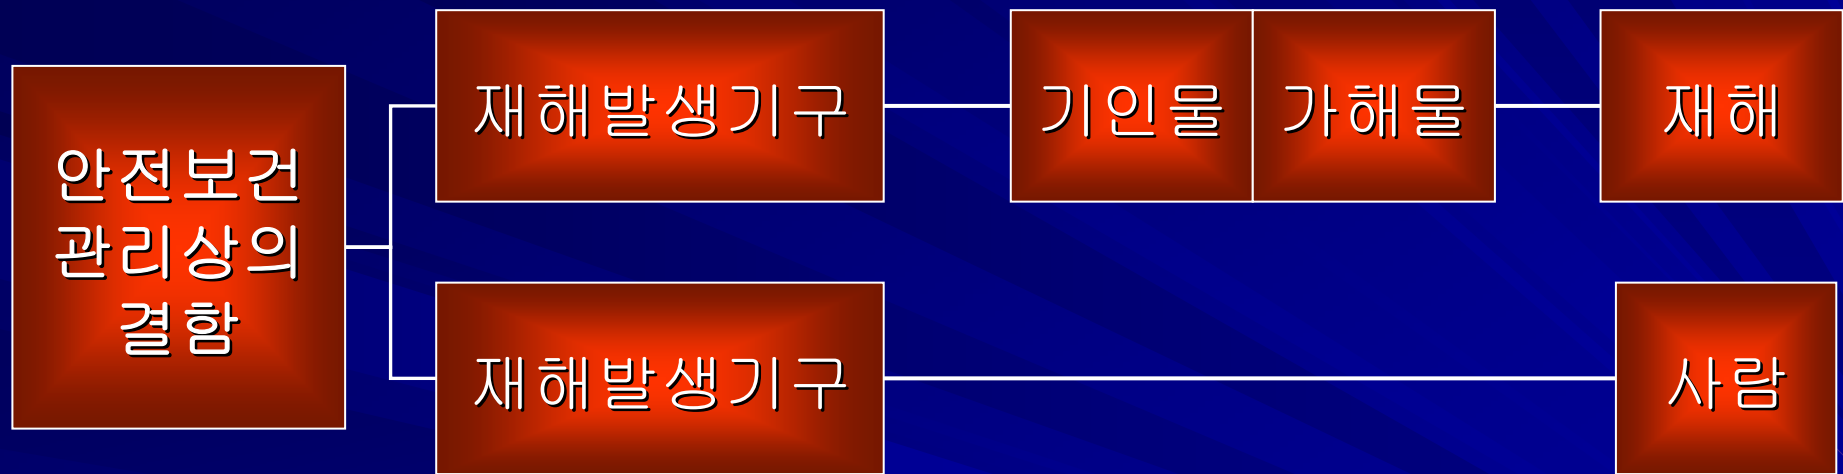 안전보건
관리상의
결함
재해발생기구
기인물
가해물
재해
재해발생기구
사람